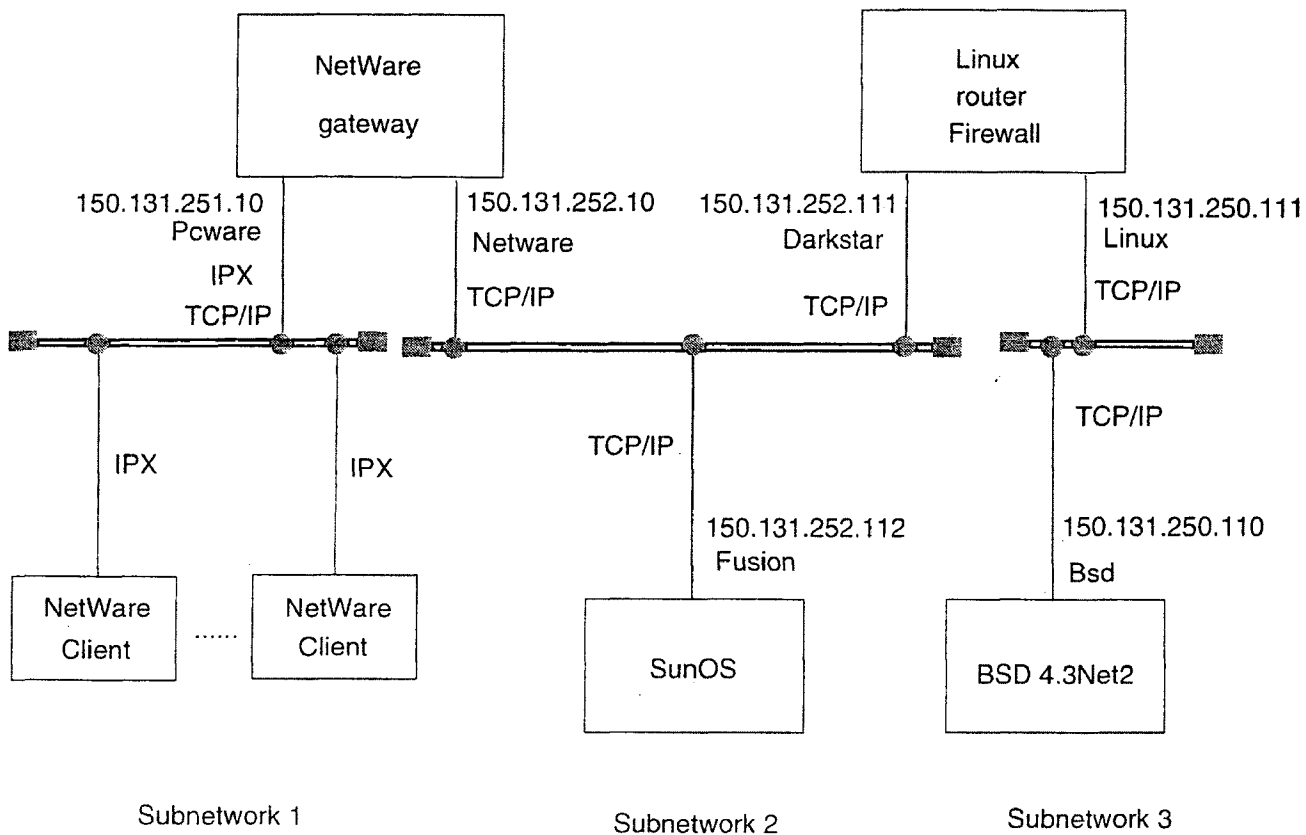 NetWare
gateway
Linux
router
Firewall
150.131.251.10
Pcware
IPX
TCP/IP
150.131.252.10
Netware
TCP/IP
150.131.252.111
Darkstar
TCP/IP
150.131.250.111
Linux
TCP/IP
IPX
IPX
TCP/IP
TCP/IP
150.131.252.112
Fusion
150.131.250.110
Bsd
NetWare
Client
......
NetWare
Client
SunOS
BSD 4.3Net2
Subnetwork 1
Subnetwork 2
Subnetwork 3